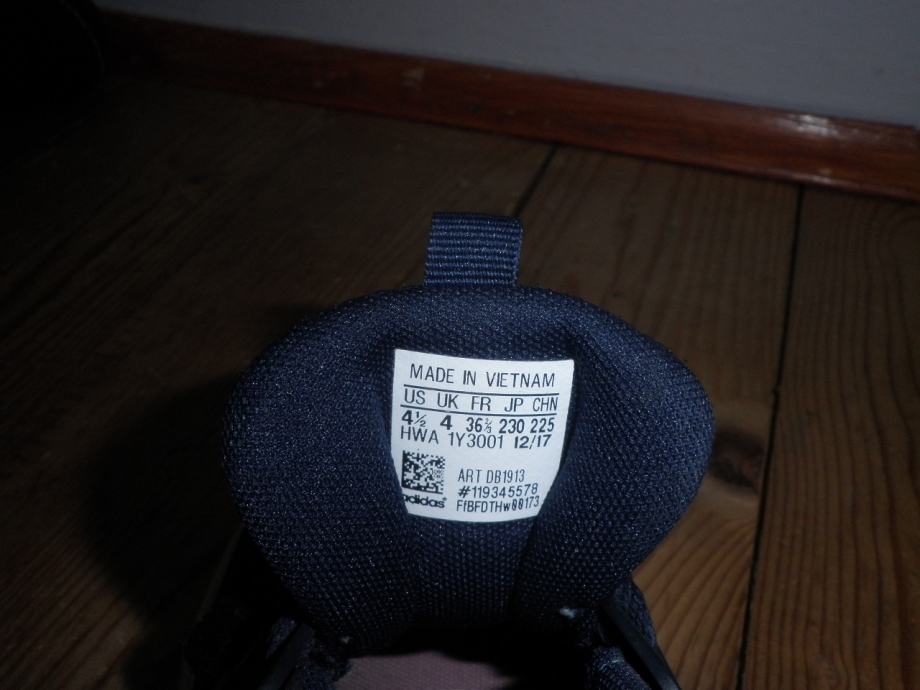 MADE IN VIETNAM
US UK FR JP CHN
4½ 4 36⅔ 230 225
HWA 1Y3001 12/17
ART DB1913
#119345578
adidas FfBFDTHw00173